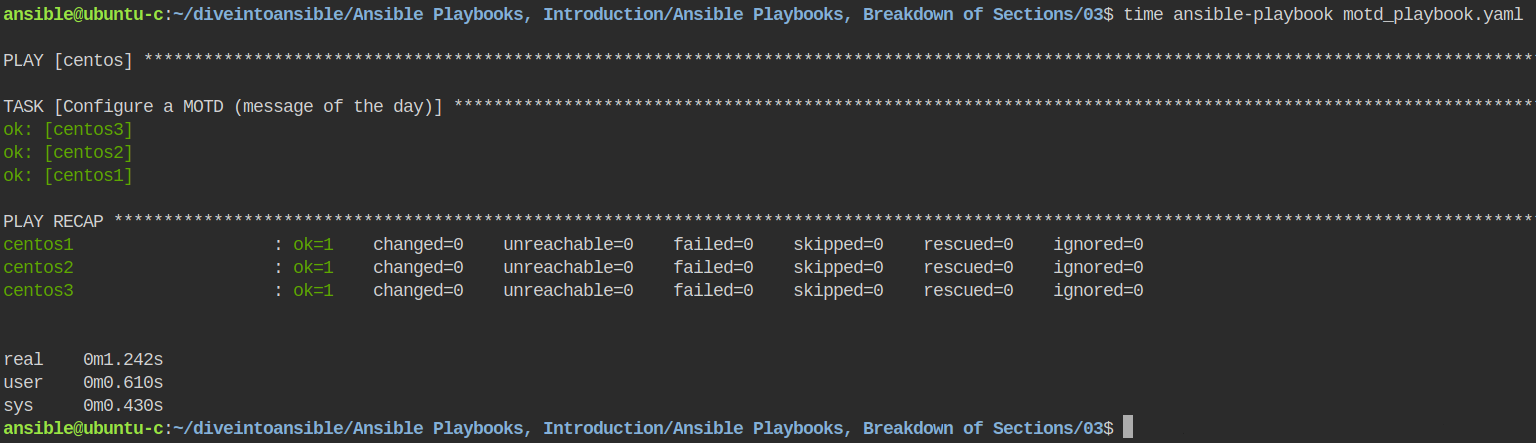 ansible@ubuntu-c:~/diveintoansible/Ansible Playbooks, Introduction/Ansible Playbooks, Breakdown of Sections/03$ time ansible-playbook motd_playbook.yaml
PLAY [centos] *******************************************************************************************************************************************
TASK [Configure a MOTD (message of the day)] ************************************************************************************************************
ok: [centos3]
ok: [centos2]
ok: [centos1]
PLAY RECAP **********************************************************************************************************************************************
centos1                    : ok=1    changed=0    unreachable=0    failed=0    skipped=0    rescued=0    ignored=0
centos2                    : ok=1    changed=0    unreachable=0    failed=0    skipped=0    rescued=0    ignored=0
centos3                    : ok=1    changed=0    unreachable=0    failed=0    skipped=0    rescued=0    ignored=0
real    0m1.242s
user    0m0.610s
sys     0m0.430s
ansible@ubuntu-c:~/diveintoansible/Ansible Playbooks, Introduction/Ansible Playbooks, Breakdown of Sections/03$